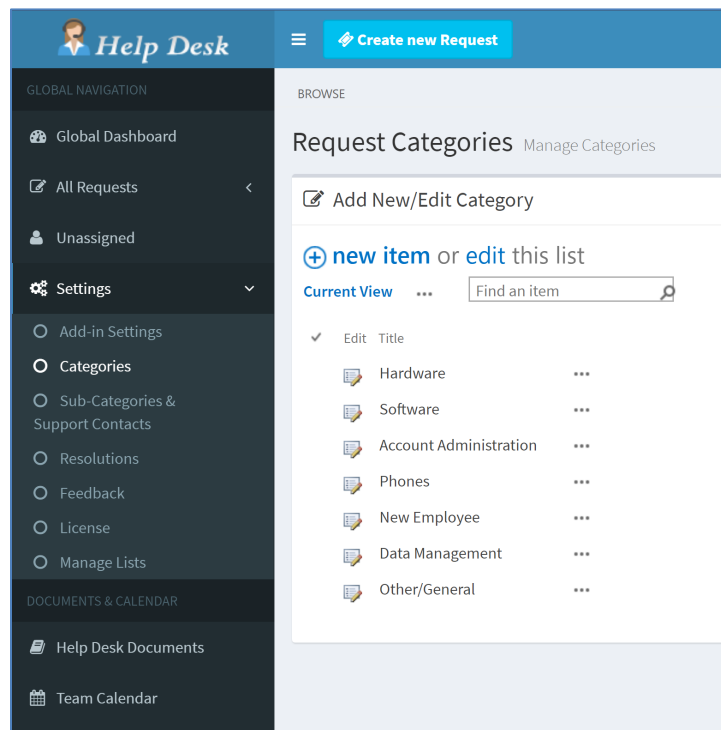 Help Desk
Create new Request
GLOBAL NAVIGATION
Global Dashboard
All Requests
Unassigned
Settings
Add-in Settings
Categories
Sub-Categories &
Support Contacts
Resolutions
Feedback
License
Manage Lists
DOCUMENTS & CALENDAR
Help Desk Documents
Team Calendar
BROWSE
Request Categories Manage Categories
Add New/Edit Category
new item or edit this list
Current View ... Find an item
Edit Title
Hardware ...
Software ...
Account Administration ...
Phones ...
New Employee ...
Data Management ...
Other/General ...